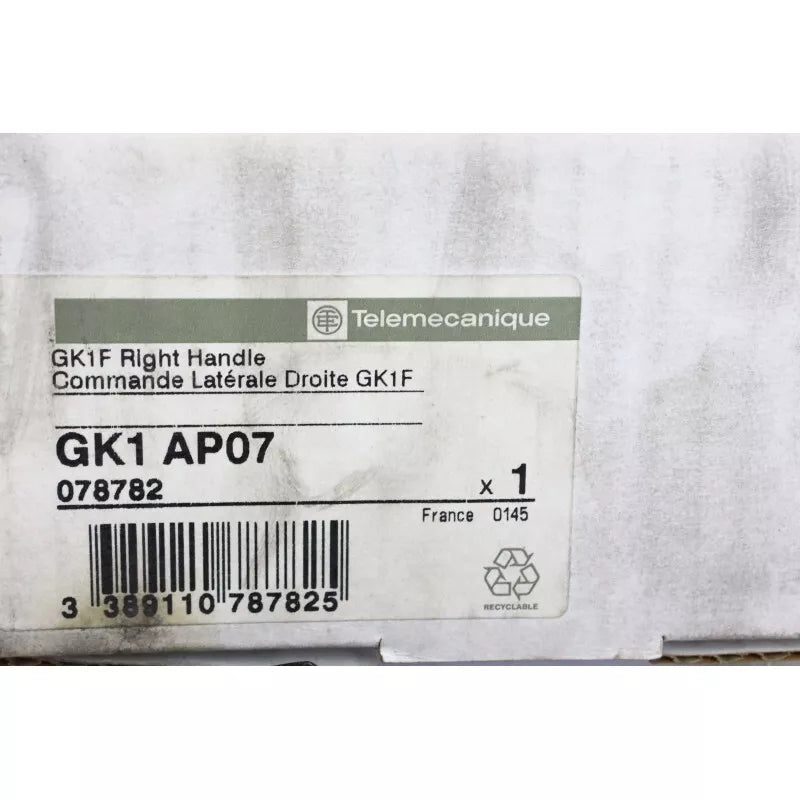 Telemecanique
GK1F Right Handle
Commande Latérale Droite GK1F
GK1 AP07
078782
x 1
France 0145
3 389110 787825
RECYCLABLE